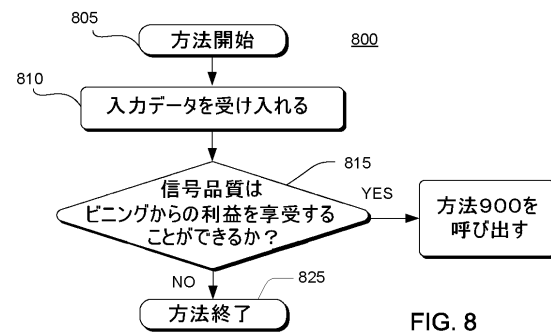 805
方法開始
800
810
入力データを受け入れる
815
信号品質は
ビニングからの利益を享受する
ことができるか？
YES
方法900を
呼び出す
NO
825
方法終了
FIG. 8